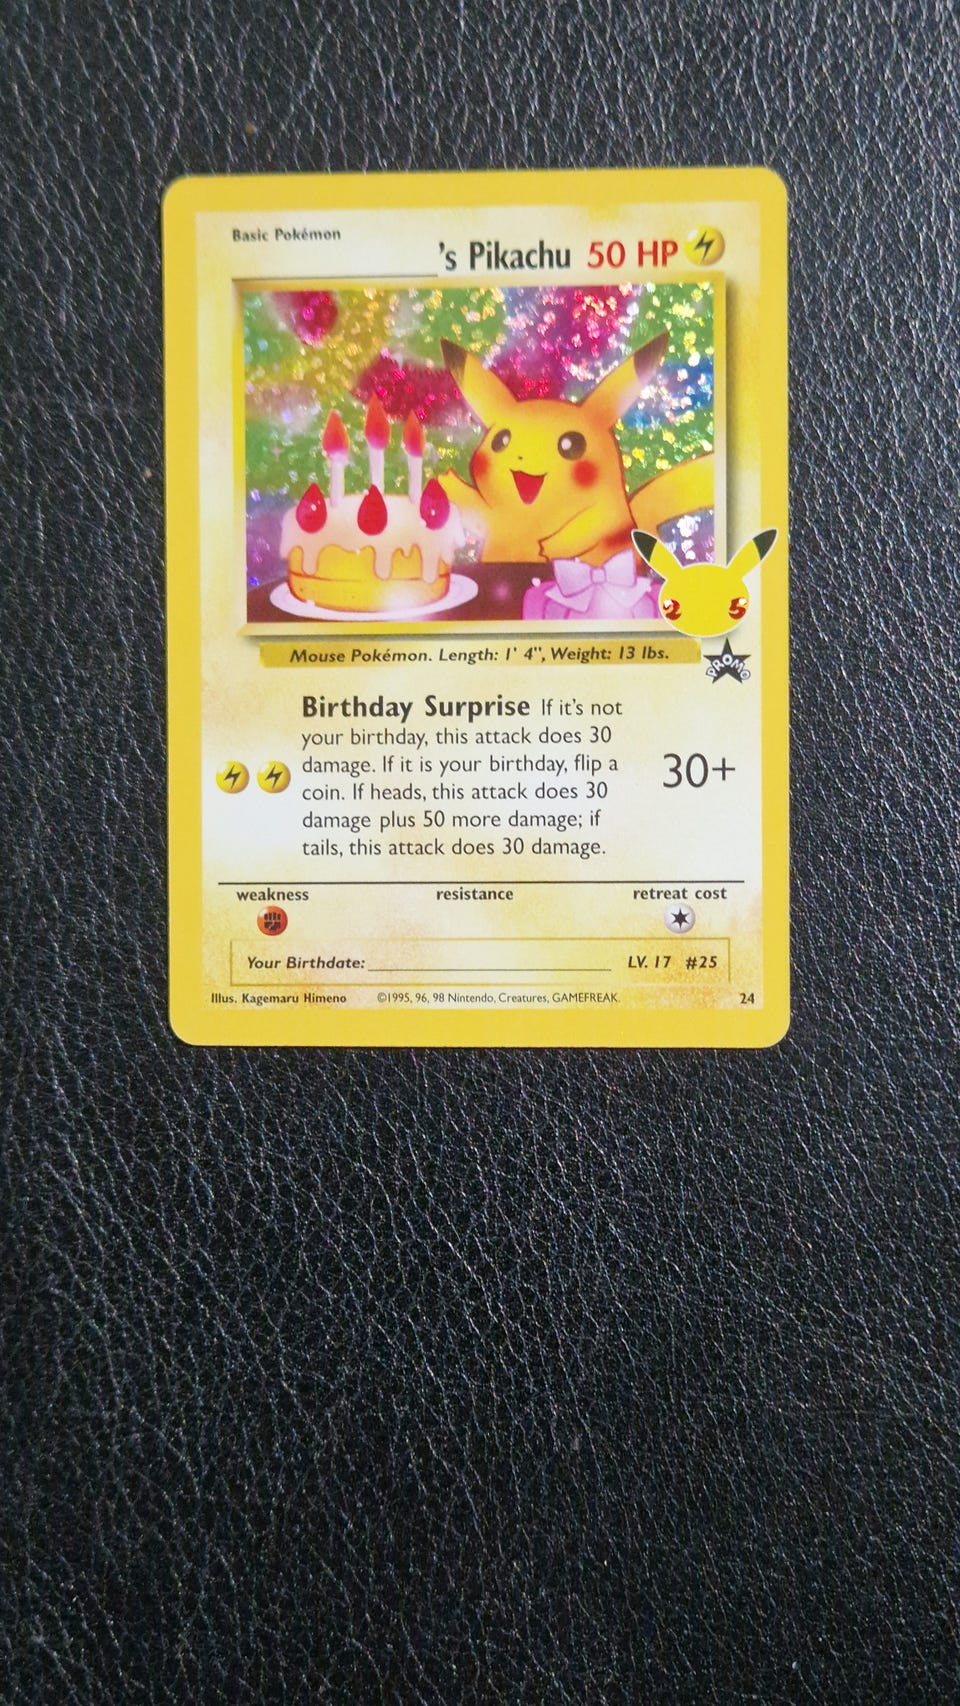 Basic Pokémon
's Pikachu 50 HP
25
Mouse Pokémon. Length: 1' 4", Weight: 13 lbs.
PROMO
Birthday Surprise If it's not
your birthday, this attack does 30
damage. If it is your birthday, flip a
coin. If heads, this attack does 30
damage plus 50 more damage; if
tails, this attack does 30 damage.
30+
weakness resistance retreat cost
Your Birthdate: LV. 17 #25
Illus. Kagemaru Himeno ©1995, 96, 98 Nintendo, Creatures, GAMEFREAK. 24